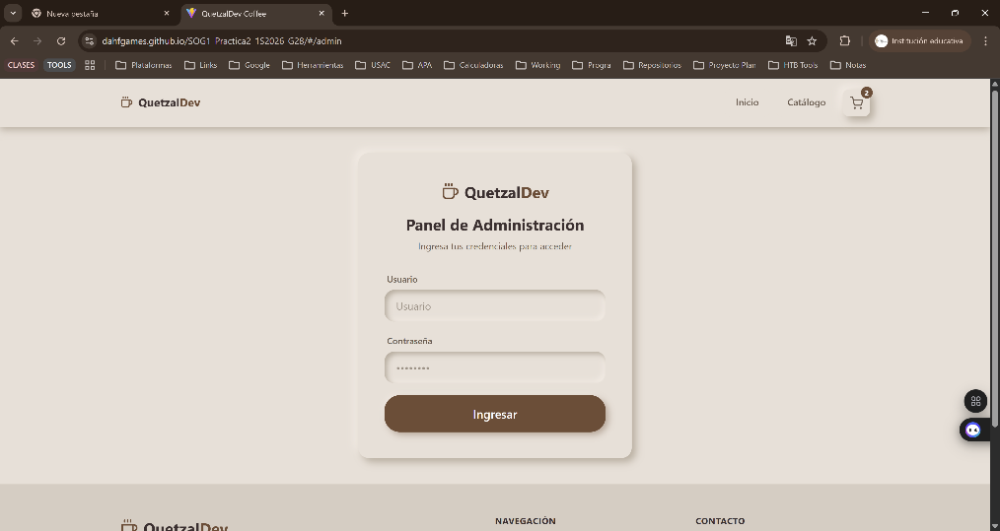 Nueva pestaña
QuetzalDev Coffee
dahfgames.github.io/SOG1_Practica2_1S2026_G28/#/admin
Institución educativa
CLASES TOOLS Plataformas Links Google Herramientas USAC APA Calculadoras Working Progra Repositorios Proyecto Plan HTB Tools Notas
QuetzalDev
Inicio Catálogo 2
QuetzalDev
Panel de Administración
Ingresa tus credenciales para acceder
Usuario
Usuario
Contraseña
••••••••
Ingresar
QuetzalDev
NAVEGACIÓN
CONTACTO